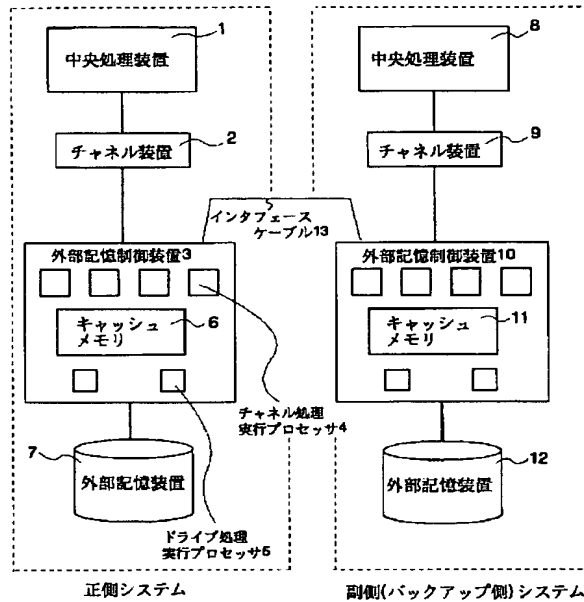 1
中央処理装置
2
チャネル装置
インタフェース
ケーブル13
外部記憶制御装置3
キャッシュ
メモリ
6
チャネル処理
実行プロセッサ4
7
外部記憶装置
ドライブ処理
実行プロセッサ5
正側システム
8
中央処理装置
9
チャネル装置
外部記憶制御装置10
キャッシュ
メモリ
11
外部記憶装置
12
副側(バックアップ側)システム